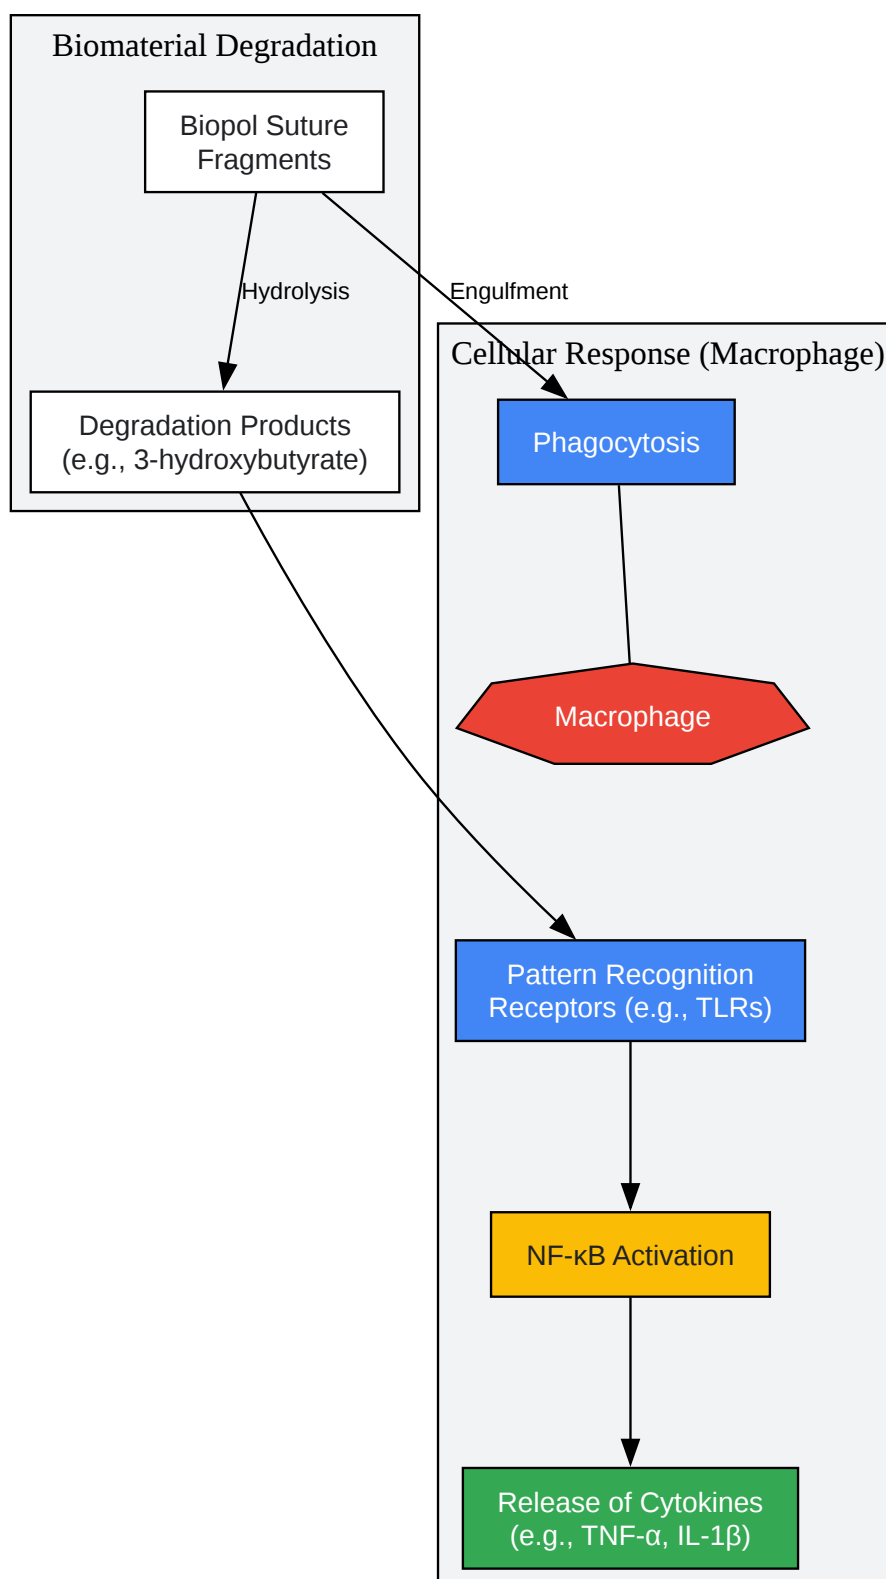 Biomaterial Degradation
Biopol Suture
Fragments
Hydrolysis
Engulfment
Cellular Response (Macrophage)
Degradation Products
(e.g., 3-hydroxybutyrate)
Phagocytosis
Macrophage
Pattern Recognition
Receptors (e.g., TLRs)
NF-κB Activation
Release of Cytokines
(e.g., TNF-α, IL-1β)